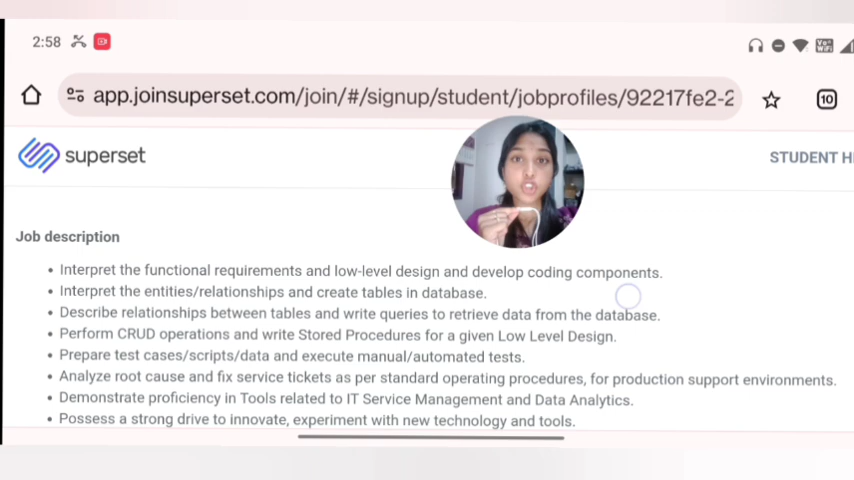 2:58
app.joinsuperset.com/join/#/signup/student/jobprofiles/92217fe2-2
10
superset
STUDENT H
Job description
• Interpret the functional requirements and low-level design and develop coding components.
• Interpret the entities/relationships and create tables in database.
• Describe relationships between tables and write queries to retrieve data from the database.
• Perform CRUD operations and write Stored Procedures for a given Low Level Design.
• Prepare test cases/scripts/data and execute manual/automated tests.
• Analyze root cause and fix service tickets as per standard operating procedures, for production support environments.
• Demonstrate proficiency in Tools related to IT Service Management and Data Analytics.
• Possess a strong drive to innovate, experiment with new technology and tools.